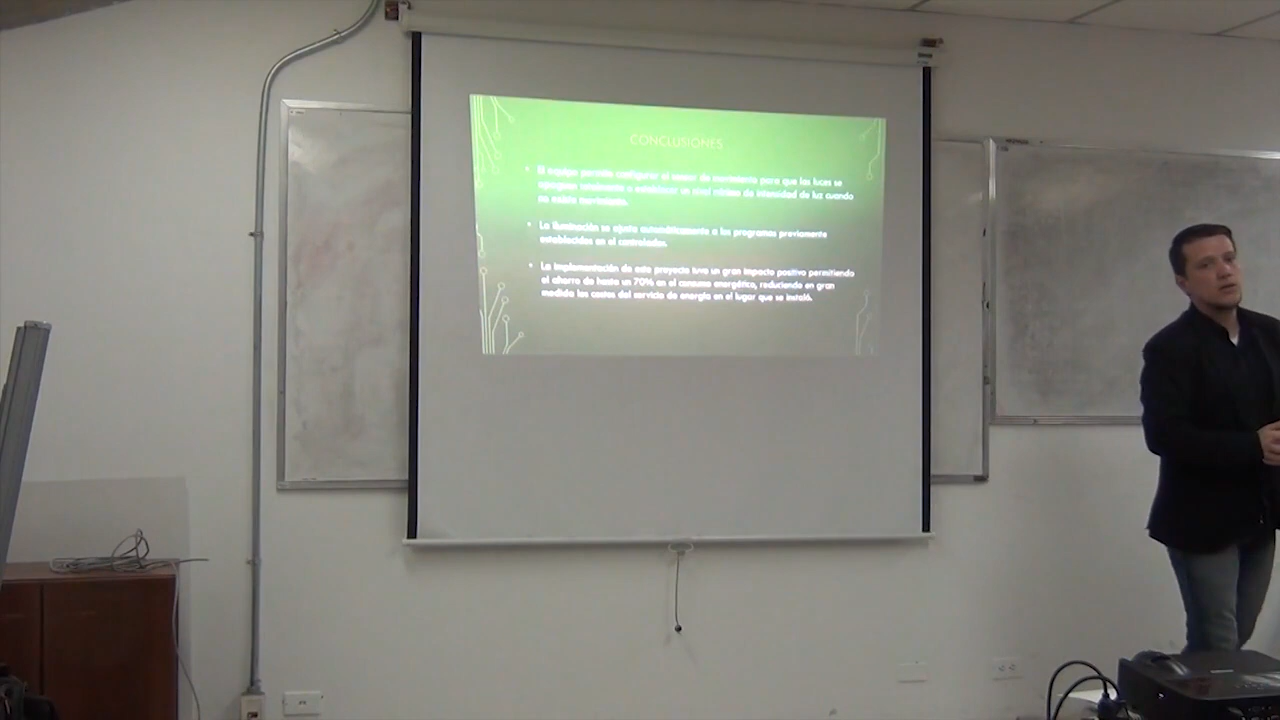 CONCLUSIONES
El equipo permite configurar el sensor de movimiento para que las luces se
apaguen totalmente o establezcan un nivel mínimo de intensidad de luz cuando
no exista movimiento.
La iluminación se ajusta automáticamente a los programas previamente
establecidos en el controlador.
La implementación de este proyecto tuvo un gran impacto positivo permitiendo
el ahorro de hasta un 70% en el consumo energético, reduciendo en gran
medida los costos del servicio de energía en el lugar que se instaló.